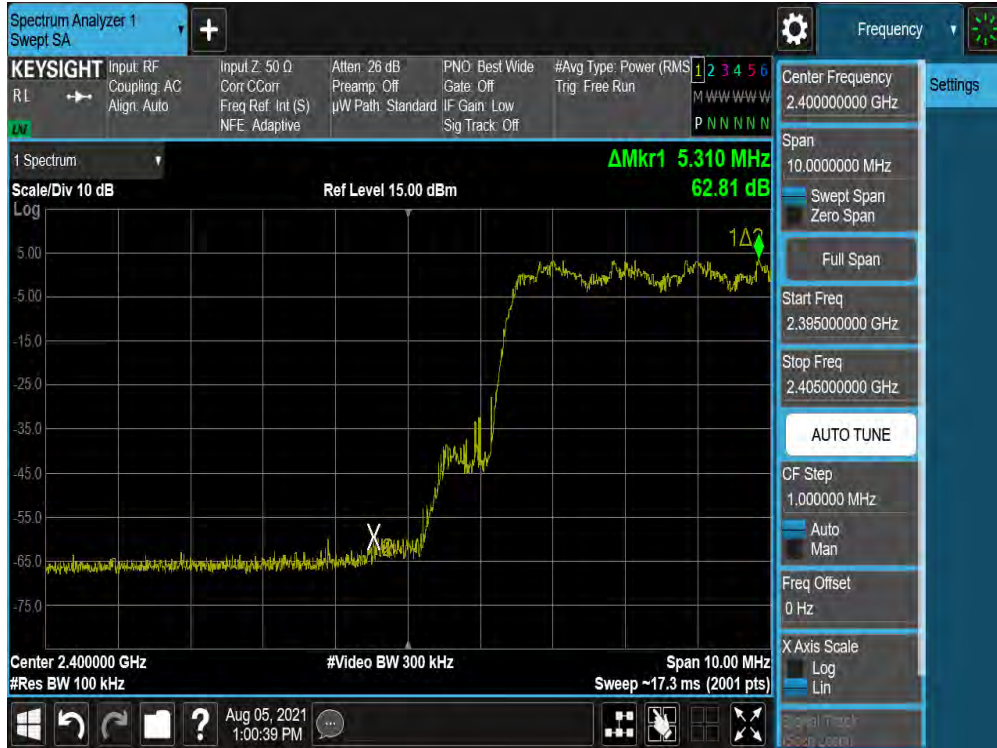 Spectrum Analyzer 1
Swept SA
+
Frequency
KEYSIGHT
RL
Input: RF
Coupling: AC
Align: Auto
Input Z: 50 Ω
Corr CCorr
Freq Ref: Int (S)
NFE: Adaptive
Atten: 26 dB
Preamp: Off
µW Path: Standard
PNO: Best Wide
Gate: Off
IF Gain: Low
Sig Track: Off
#Avg Type: Power (RMS
Trig: Free Run
1 2 3 4 5 6
M W W W W W
P N N N N N
1 Spectrum
Scale/Div 10 dB
Ref Level 15.00 dBm
ΔMkr1 5.310 MHz
62.81 dB
Log
5.00
-5.00
-15.0
-25.0
-35.0
-45.0
-55.0
-65.0
-75.0
X
Center 2.400000 GHz
#Video BW 300 kHz
Span 10.00 MHz
#Res BW 100 kHz
Sweep ~17.3 ms (2001 pts)
Center Frequency
2.400000000 GHz
Settings
Span
10.0000000 MHz
Swept Span
Zero Span
Full Span
Start Freq
2.395000000 GHz
Stop Freq
2.405000000 GHz
AUTO TUNE
CF Step
1.000000 MHz
Auto
Man
Freq Offset
0 Hz
X Axis Scale
Log
Lin
Signal Track
?
Aug 05, 2021
1:00:39 PM